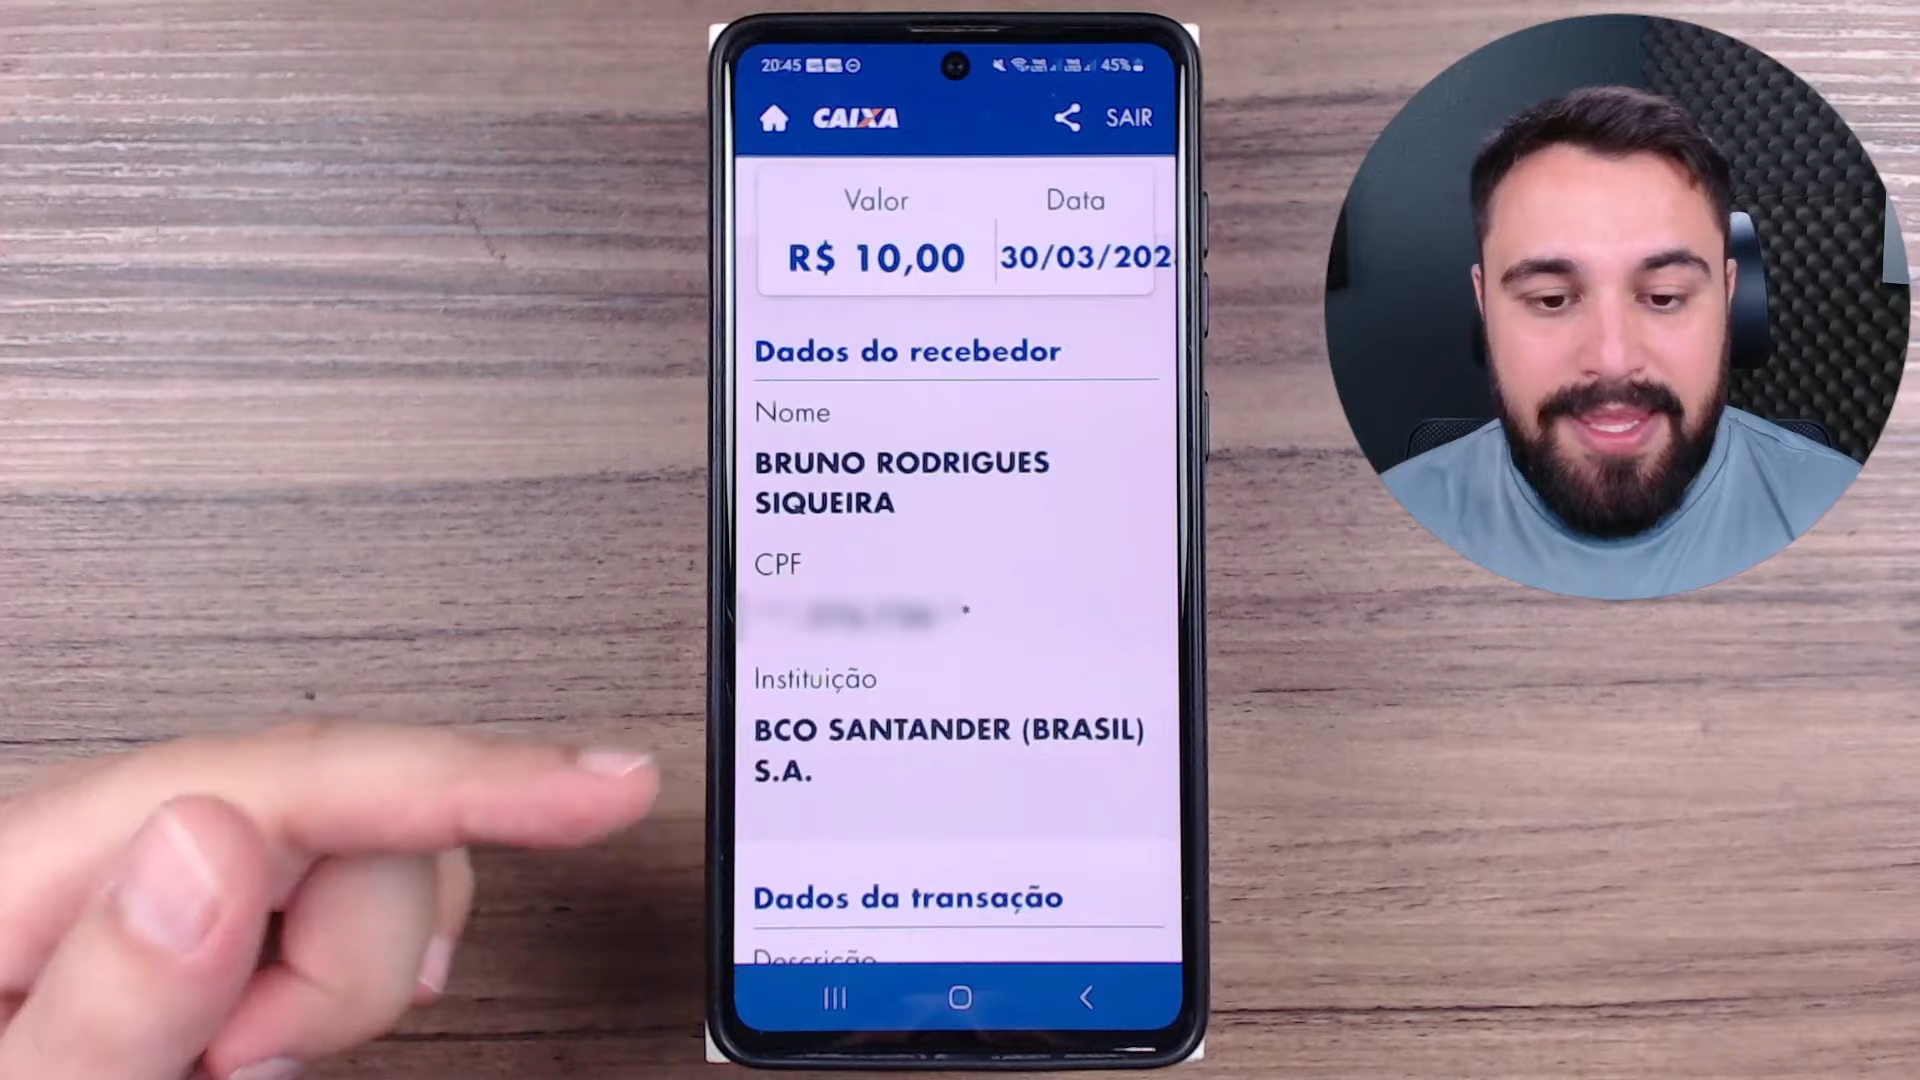 20:45
45%
CAIXA
SAIR
Valor
Data
R$ 10,00
30/03/202
Dados do recebedor
Nome
BRUNO RODRIGUES
SIQUEIRA
CPF
*
Instituição
BCO SANTANDER (BRASIL)
S.A.
Dados da transação
Descrição